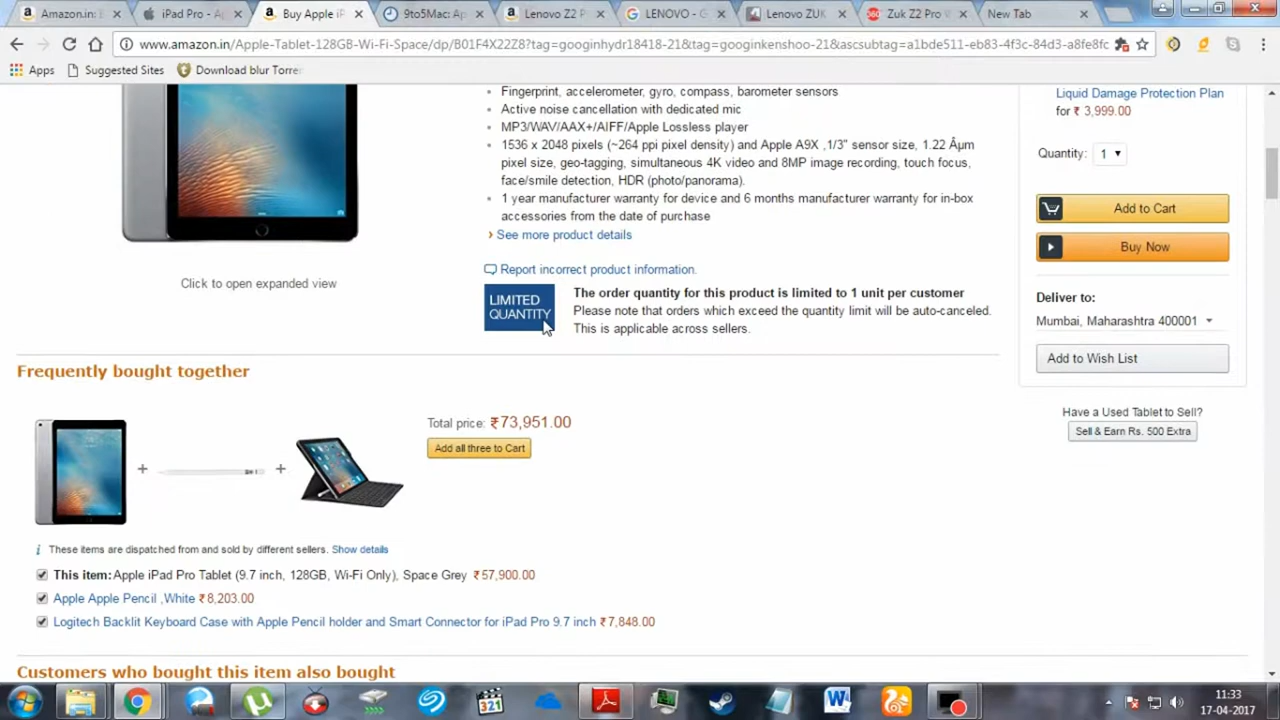 Amazon.in: E
iPad Pro - A
Buy Apple iP
9to5Mac: Ap
Lenovo Z2 P
LENOVO - G
Lenovo ZUK
Zuk Z2 Pro V
New Tab
www.amazon.in/Apple-Tablet-128GB-Wi-Fi-Space/dp/B01F4X22Z8?tag=googinhydr18418-21&tag=googinkenshoo-21&ascsubtag=a1bde511-eb83-4f3c-84d3-a8fe8fc
Apps Suggested Sites Download blur Torre
Fingerprint, accelerometer, gyro, compass, barometer sensors
Active noise cancellation with dedicated mic
MP3/WAV/AAX+/AIFF/Apple Lossless player
1536 x 2048 pixels (~264 ppi pixel density) and Apple A9X ,1/3" sensor size, 1.22 Âµm
pixel size, geo-tagging, simultaneous 4K video and 8MP image recording, touch focus,
face/smile detection, HDR (photo/panorama).
1 year manufacturer warranty for device and 6 months manufacturer warranty for in-box
accessories from the date of purchase
› See more product details
Click to open expanded view
Report incorrect product information.
LIMITED
QUANTITY
The order quantity for this product is limited to 1 unit per customer
Please note that orders which exceed the quantity limit will be auto-canceled.
This is applicable across sellers.
Liquid Damage Protection Plan
for ₹ 3,999.00
Quantity: 1
Add to Cart
Buy Now
Deliver to:
Mumbai, Maharashtra 400001
Add to Wish List
Have a Used Tablet to Sell?
Sell & Earn Rs. 500 Extra
Frequently bought together
Total price: ₹73,951.00
Add all three to Cart
+ +
i These items are dispatched from and sold by different sellers. Show details
This item: Apple iPad Pro Tablet (9.7 inch, 128GB, Wi-Fi Only), Space Grey ₹57,900.00
Apple Apple Pencil ,White ₹8,203.00
Logitech Backlit Keyboard Case with Apple Pencil holder and Smart Connector for iPad Pro 9.7 inch ₹7,848.00
Customers who bought this item also bought
321
11:33
17-04-2017